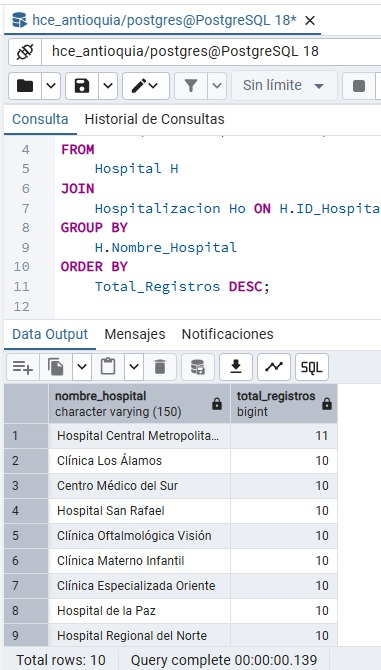 hce_antioquia/postgres@PostgreSQL 18*
hce_antioquia/postgres@PostgreSQL 18
Sin límite
Consulta Historial de Consultas
4 FROM
5 Hospital H
6 JOIN
7 Hospitalizacion Ho ON H.ID_Hospita
8 GROUP BY
9 H.Nombre_Hospital
10 ORDER BY
11 Total_Registros DESC;
12
Data Output Mensajes Notificaciones
SQL
nombre_hospital total_registros
character varying (150) bigint
1 Hospital Central Metropolita... 11
2 Clínica Los Álamos 10
3 Centro Médico del Sur 10
4 Hospital San Rafael 10
5 Clínica Oftalmológica Visión 10
6 Clínica Materno Infantil 10
7 Clínica Especializada Oriente 10
8 Hospital de la Paz 10
9 Hospital Regional del Norte 10
Total rows: 10 Query complete 00:00:00.139